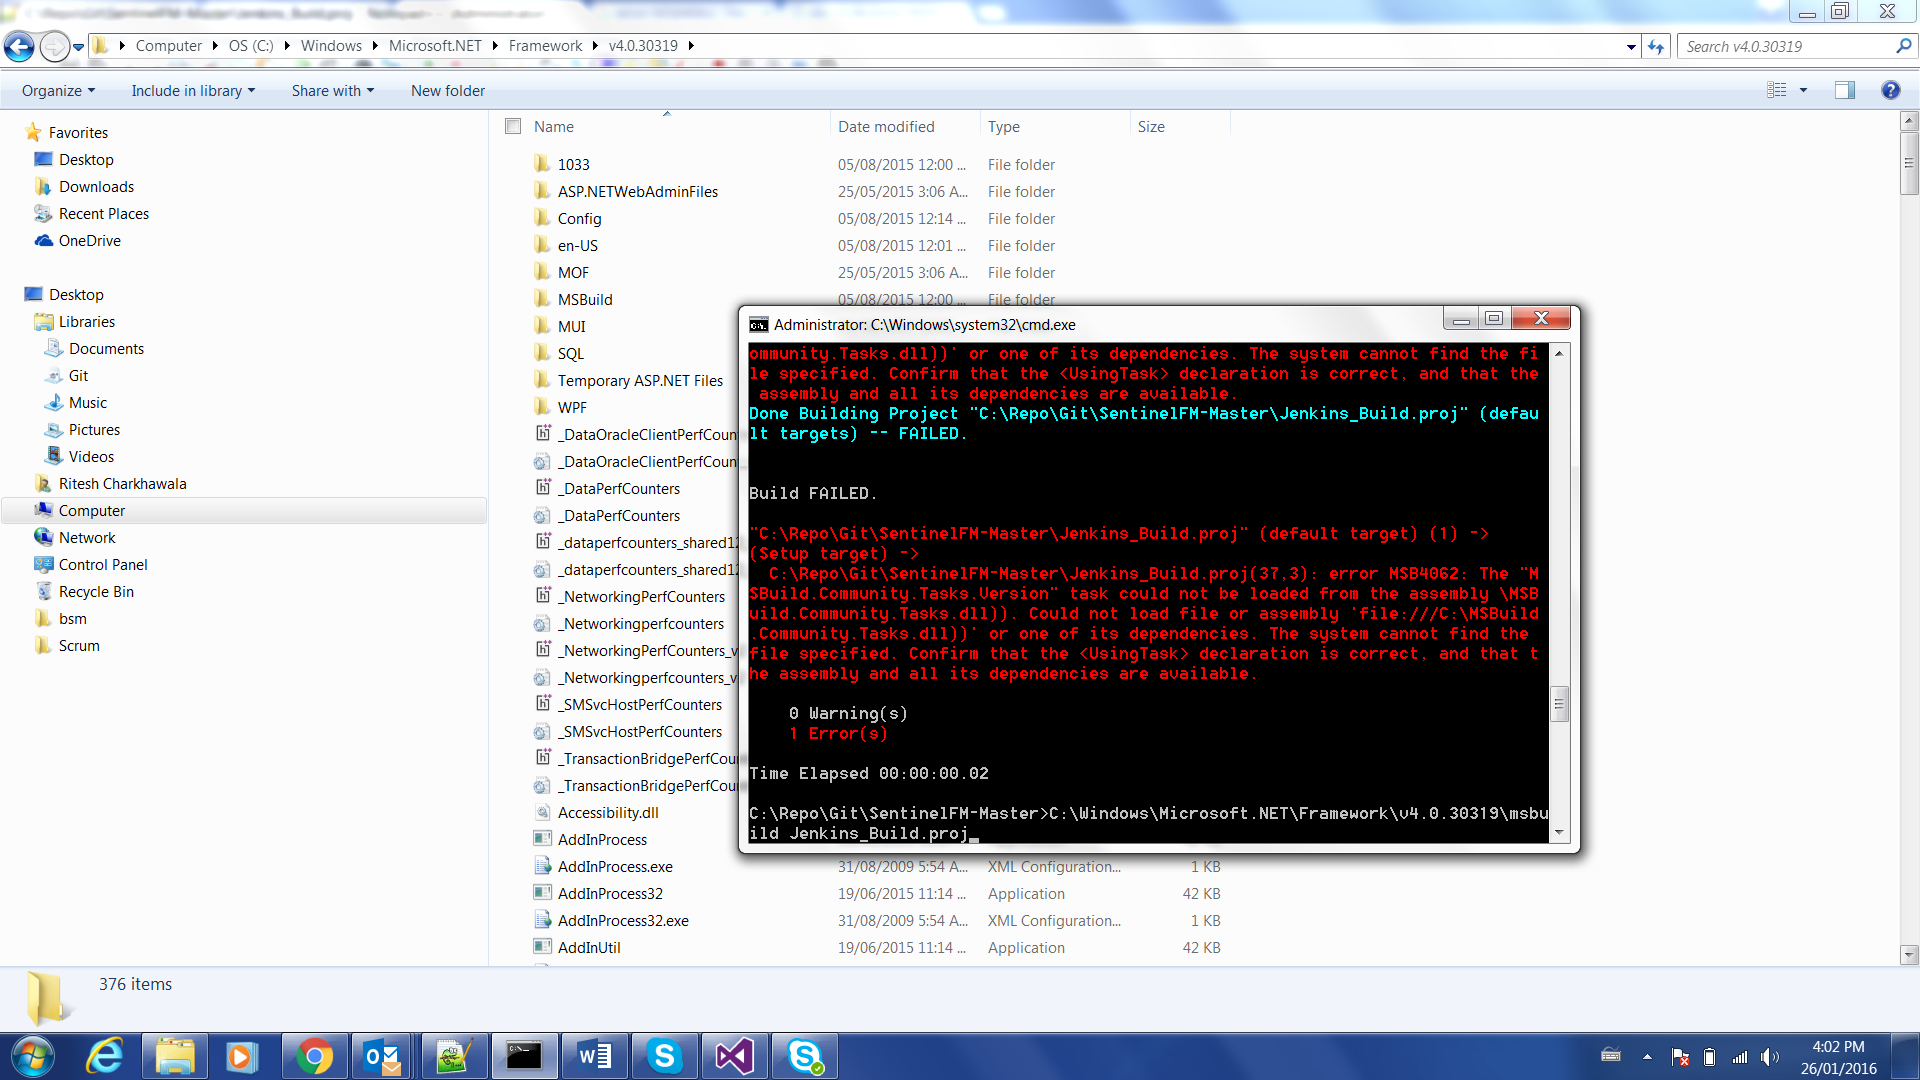 Computer OS (C:) Windows Microsoft.NET Framework v4.0.30319
Search v4.0.30319
Organize Include in library Share with New folder
Favorites
Desktop
Downloads
Recent Places
OneDrive
Desktop
Libraries
Documents
Git
Music
Pictures
Videos
Ritesh Charkhawala
Computer
Network
Control Panel
Recycle Bin
bsm
Scrum
Name Date modified Type Size
1033 05/08/2015 12:00 ... File folder
ASP.NETWebAdminFiles 25/05/2015 3:06 A... File folder
Config 05/08/2015 12:14 ... File folder
en-US 05/08/2015 12:01 ... File folder
MOF 25/05/2015 3:06 A... File folder
MSBuild 05/08/2015 12:00 ... File folder
MUI
SQL
Temporary ASP.NET Files
WPF
_DataOracleClientPerfCoun
_DataOracleClientPerfCoun
_DataPerfCounters
_DataPerfCounters
_dataperfcounters_shared12
_dataperfcounters_shared12
_NetworkingPerfCounters
_Networkingperfcounters
_NetworkingPerfCounters_v
_Networkingperfcounters_v
_SMSvcHostPerfCounters
_SMSvcHostPerfCounters
_TransactionBridgePerfCou
_TransactionBridgePerfCou
Accessibility.dll
AddInProcess
AddInProcess.exe 31/08/2009 5:54 A... XML Configuration... 1 KB
AddInProcess32 19/06/2015 11:14 ... Application 42 KB
AddInProcess32.exe 31/08/2009 5:54 A... XML Configuration... 1 KB
AddInUtil 19/06/2015 11:14 ... Application 42 KB
Administrator: C:\Windows\system32\cmd.exe
ommunity.Tasks.dll))' or one of its dependencies. The system cannot find the fi
le specified. Confirm that the <UsingTask> declaration is correct, and that the
assembly and all its dependencies are available.
Done Building Project "C:\Repo\Git\SentinelFM-Master\Jenkins_Build.proj" (defau
lt targets) -- FAILED.
Build FAILED.
"C:\Repo\Git\SentinelFM-Master\Jenkins_Build.proj" (default target) (1) ->
(Setup target) ->
C:\Repo\Git\SentinelFM-Master\Jenkins_Build.proj(37,3): error MSB4062: The "M
SBuild.Community.Tasks.Version" task could not be loaded from the assembly \MSB
uild.Community.Tasks.dll)). Could not load file or assembly 'file:///C:\MSBuild
.Community.Tasks.dll))' or one of its dependencies. The system cannot find the
file specified. Confirm that the <UsingTask> declaration is correct, and that t
he assembly and all its dependencies are available.
0 Warning(s)
1 Error(s)
Time Elapsed 00:00:00.02
C:\Repo\Git\SentinelFM-Master>C:\Windows\Microsoft.NET\Framework\v4.0.30319\msbu
ild Jenkins_Build.proj_
376 items
4:02 PM
26/01/2016